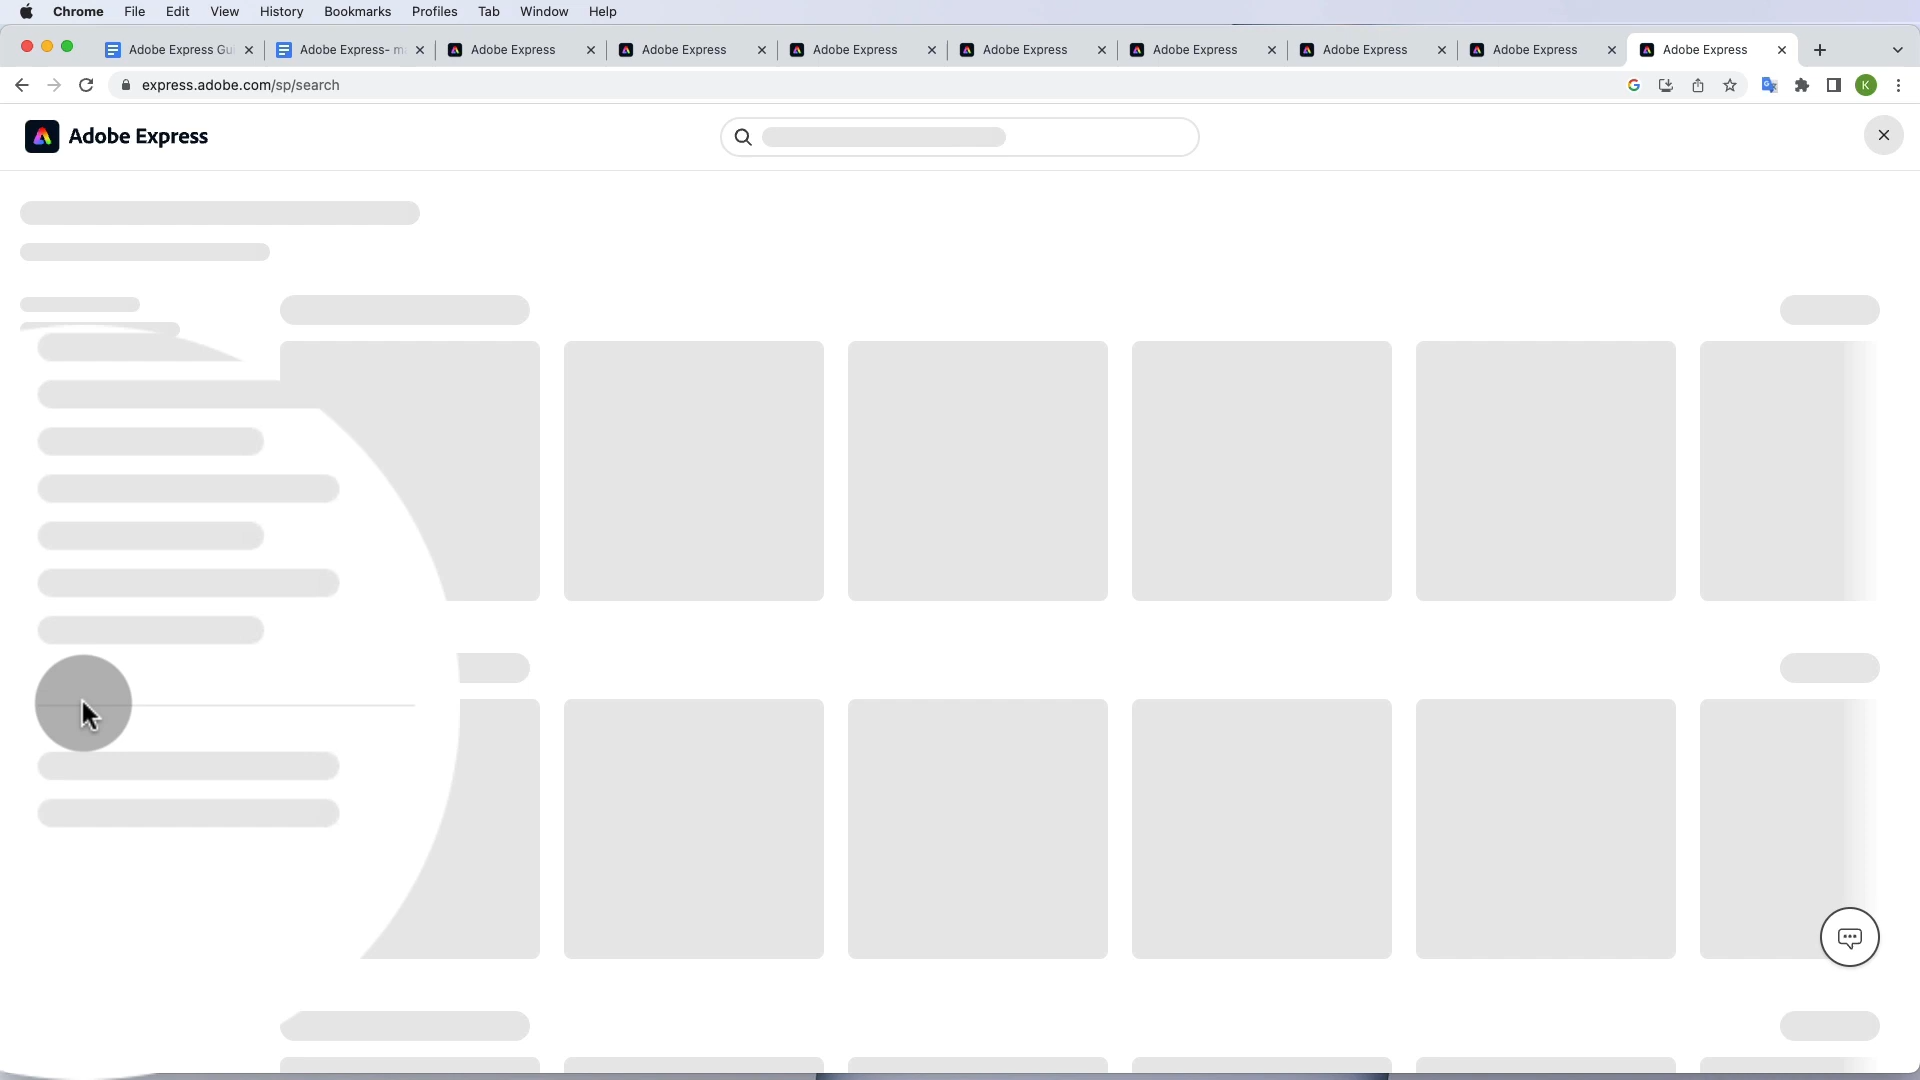 Chrome File Edit View History Bookmarks Profiles Tab Window Help
Adobe Express Gu Adobe Express- m Adobe Express Adobe Express Adobe Express Adobe Express Adobe Express Adobe Express Adobe Express Adobe Express
express.adobe.com/sp/search K
Adobe Express